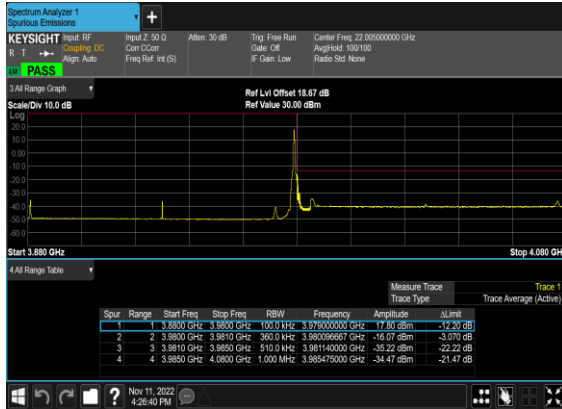 Spectrum Analyzer 1
Spurious Emissions
KEYSIGHT Input: RF Input Z: 50 Ω Atten: 30 dB Trig: Free Run Center Freq: 22.005000000 GHz
R T Coupling: DC Corr CCorr Gate: Off Avg|Hold: 100/100
Align: Auto Freq Ref: Int (S) IF Gain: Low Radio Std: None
PASS
3 All Range Graph
Ref Lvl Offset 18.67 dB
Scale/Div 10.0 dB Ref Value 30.00 dBm
Log
20.0
10.0
0.00
-10.0
-20.0
-30.0
-40.0
-50.0
-60.0
Start 3.880 GHz Stop 4.080 GH
4 All Range Table
Measure Trace Trace 1
Trace Type Trace Average (Active)
Spur Range Start Freq Stop Freq RBW Frequency Amplitude ΔLimit
1 1 3.8800 GHz 3.9800 GHz 100.0 kHz 3.979000000 GHz 17.80 dBm -12.20 dB
2 2 3.9800 GHz 3.9810 GHz 360.0 kHz 3.980096667 GHz -16.07 dBm -3.070 dB
3 3 3.9810 GHz 3.9850 GHz 510.0 kHz 3.981140000 GHz -35.22 dBm -22.22 dB
4 4 3.9850 GHz 4.0800 GHz 1.000 MHz 3.985475000 GHz -34.47 dBm -21.47 dB
?
Nov 11, 2022
4:26:40 PM